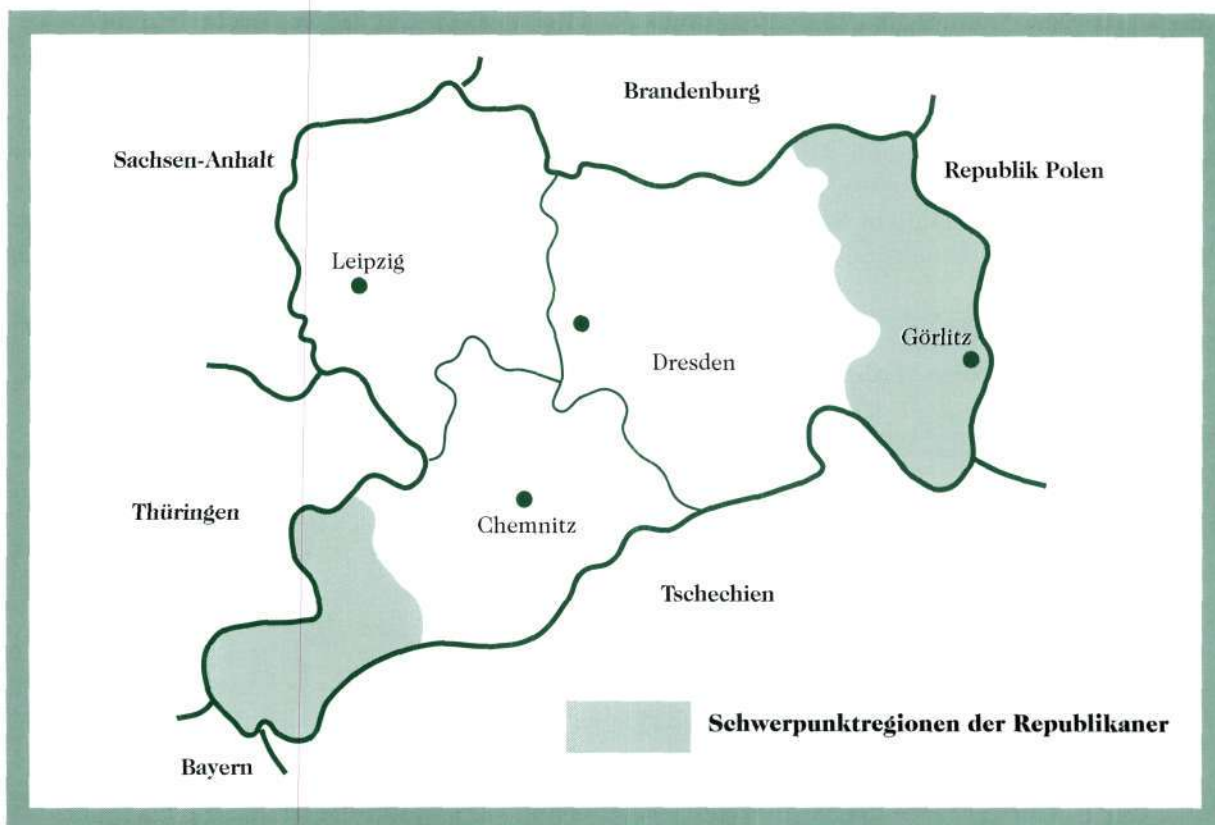 Brandenburg
Sachsen-Anhalt
Republik Polen
Leipzig
Görlitz
Dresden
Thüringen
Chemnitz
Tschechien
Schwerpunktregionen der Republikaner
Bayern